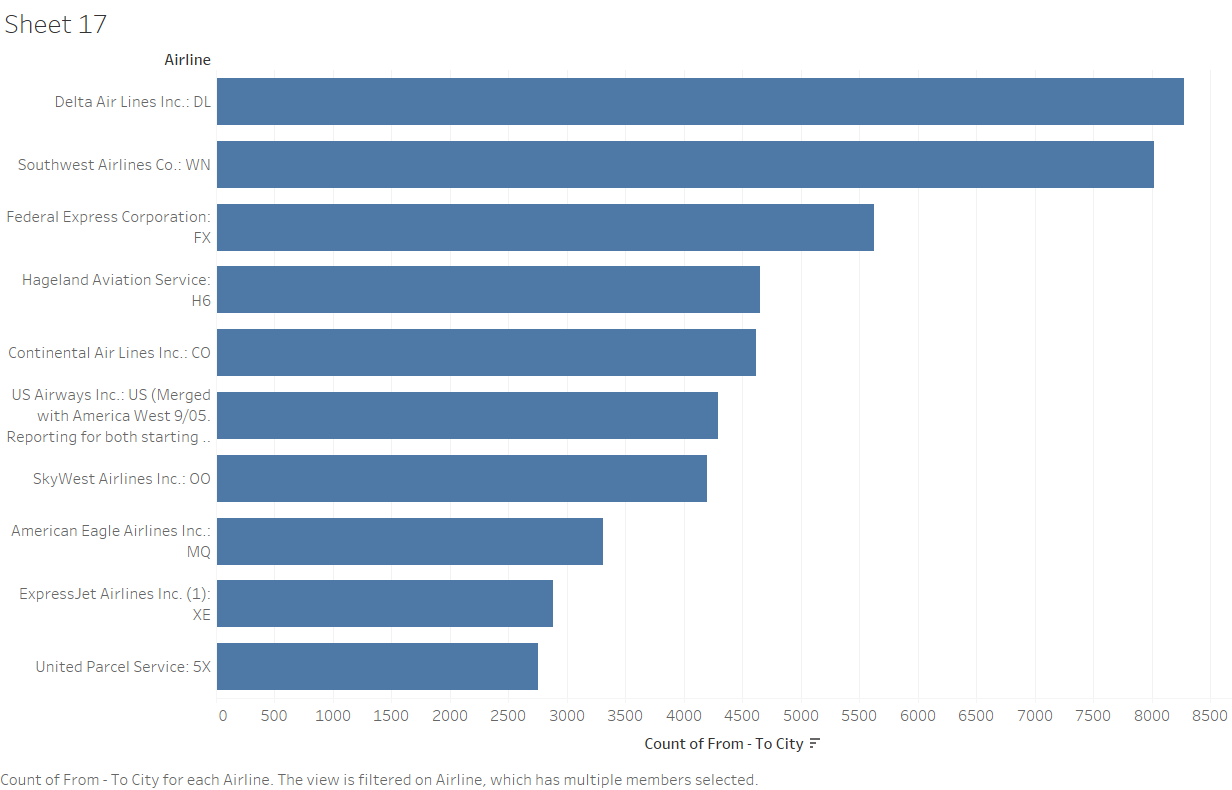 Sheet 17
Airline
Delta Air Lines Inc.: DL
Southwest Airlines Co.: WN
Federal Express Corporation:
FX
Hageland Aviation Service:
H6
Continental Air Lines Inc.: CO
US Airways Inc.: US (Merged
with America West 9/05.
Reporting for both starting ..
SkyWest Airlines Inc.: OO
American Eagle Airlines Inc.:
MQ
ExpressJet Airlines Inc. (1):
XE
United Parcel Service: 5X
0 500 1000 1500 2000 2500 3000 3500 4000 4500 5000 5500 6000 6500 7000 7500 8000 8500
Count of From - To City
Count of From - To City for each Airline. The view is filtered on Airline, which has multiple members selected.